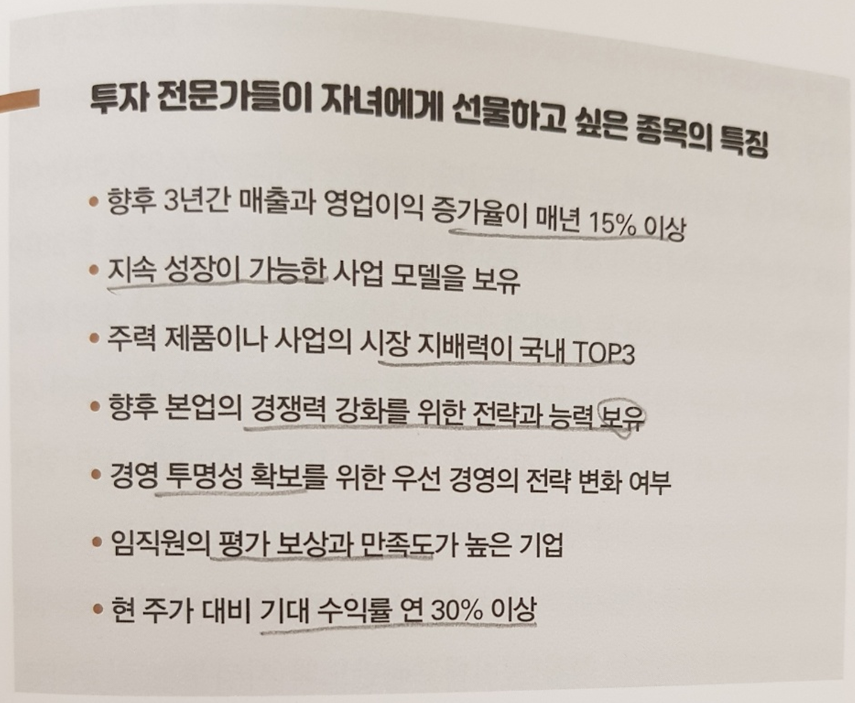 투자 전문가들이 자녀에게 선물하고 싶은 종목의 특징
• 향후 3년간 매출과 영업이익 증가율이 매년 15% 이상
• 지속 성장이 가능한 사업 모델을 보유
• 주력 제품이나 사업의 시장 지배력이 국내 TOP3
• 향후 본업의 경쟁력 강화를 위한 전략과 능력 보유
• 경영 투명성 확보를 위한 우선 경영의 전략 변화 여부
• 임직원의 평가 보상과 만족도가 높은 기업
• 현 주가 대비 기대 수익률 연 30% 이상